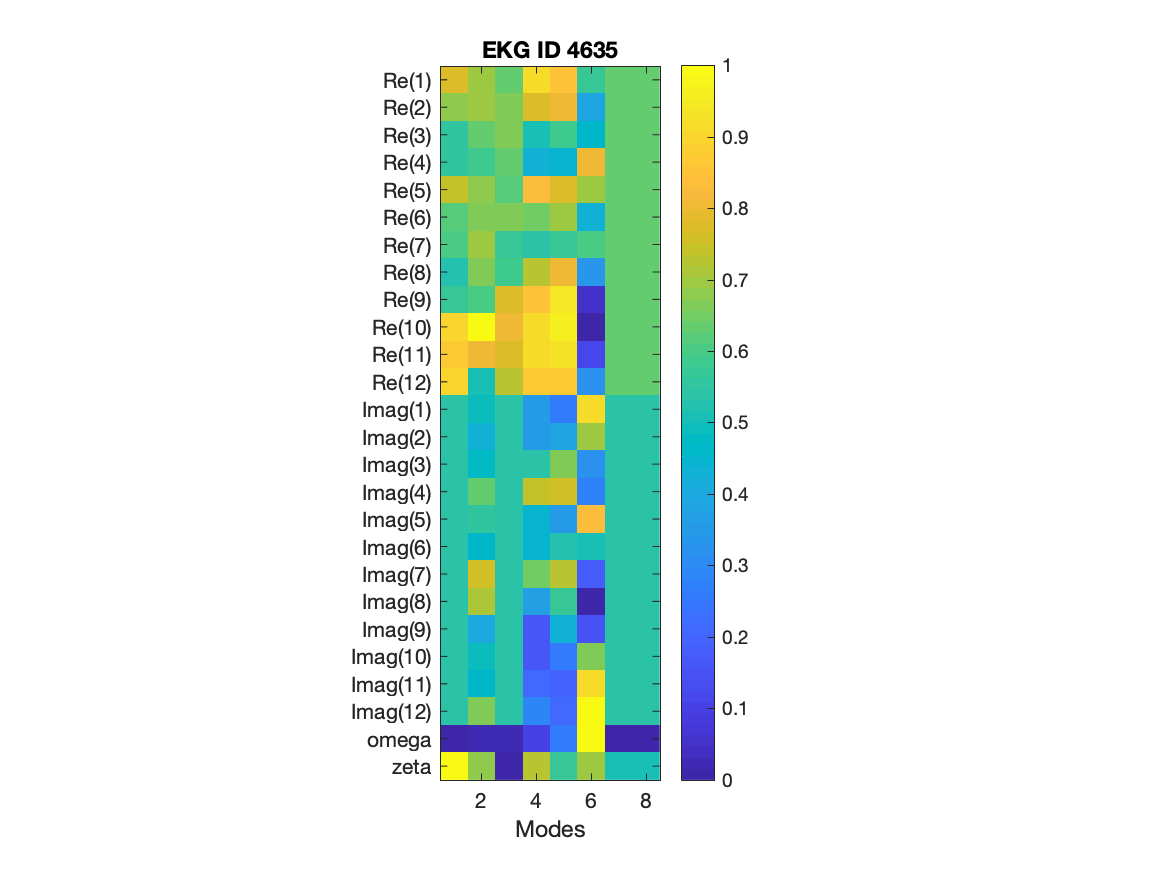 EKG ID 4635
Re(1)
Re(2)
Re(3)
Re(4)
Re(5)
Re(6)
Re(7)
Re(8)
Re(9)
Re(10)
Re(11)
Re(12)
Imag(1)
Imag(2)
Imag(3)
Imag(4)
Imag(5)
Imag(6)
Imag(7)
Imag(8)
Imag(9)
Imag(10)
Imag(11)
Imag(12)
omega
zeta
2 4 6 8
Modes
1
0.9
0.8
0.7
0.6
0.5
0.4
0.3
0.2
0.1
0